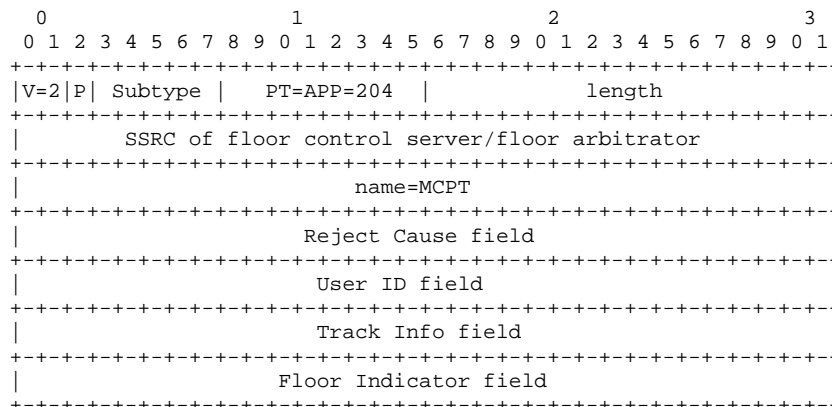 0 1 2 3
0 1 2 3 4 5 6 7 8 9 0 1 2 3 4 5 6 7 8 9 0 1 2 3 4 5 6 7 8 9 0 1
+-+-+-+-+-+-+-+-+-+-+-+-+-+-+-+-+-+-+-+-+-+-+-+-+-+-+-+-+-+-+-+-
|V=2|P| Subtype | PT=APP=204 | length
+-+-+-+-+-+-+-+-+-+-+-+-+-+-+-+-+-+-+-+-+-+-+-+-+-+-+-+-+-+-+-+-
| SSRC of floor control server/floor arbitrator
+-+-+-+-+-+-+-+-+-+-+-+-+-+-+-+-+-+-+-+-+-+-+-+-+-+-+-+-+-+-+-+-
| name=MCPT
+-+-+-+-+-+-+-+-+-+-+-+-+-+-+-+-+-+-+-+-+-+-+-+-+-+-+-+-+-+-+-+-
| Reject Cause field
+-+-+-+-+-+-+-+-+-+-+-+-+-+-+-+-+-+-+-+-+-+-+-+-+-+-+-+-+-+-+-+-
| User ID field
+-+-+-+-+-+-+-+-+-+-+-+-+-+-+-+-+-+-+-+-+-+-+-+-+-+-+-+-+-+-+-+-
| Track Info field
+-+-+-+-+-+-+-+-+-+-+-+-+-+-+-+-+-+-+-+-+-+-+-+-+-+-+-+-+-+-+-+-
| Floor Indicator field
+-+-+-+-+-+-+-+-+-+-+-+-+-+-+-+-+-+-+-+-+-+-+-+-+-+-+-+-+-+-+-+-